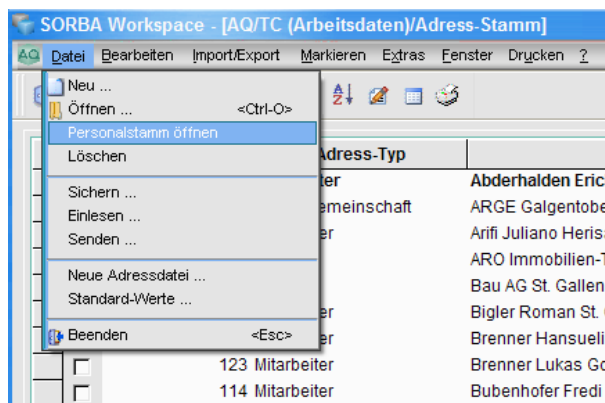 SORBA Workspace - [AQ/TC (Arbeitsdaten)/Adress-Stamm]
AQ Datei Bearbeiten Import/Export Markieren Extras Fenster Drucken ?
Neu ...
Öffnen ... <Ctrl-O>
Personalstamm öffnen
Löschen
Sichern ...
Einlesen ...
Senden ...
Neue Adressdatei ...
Standard-Werte ...
Beenden <Esc>
Adress-Typ
Abderhalden Eric
emeinschaft ARGE Galgentobe
Arifi Juliano Heris
ARO Immobilien-
Bau AG St. Gallen
Bigler Roman St.
Brenner Hansueli
123 Mitarbeiter Brenner Lukas Go
114 Mitarbeiter Bubenhofer Fredi